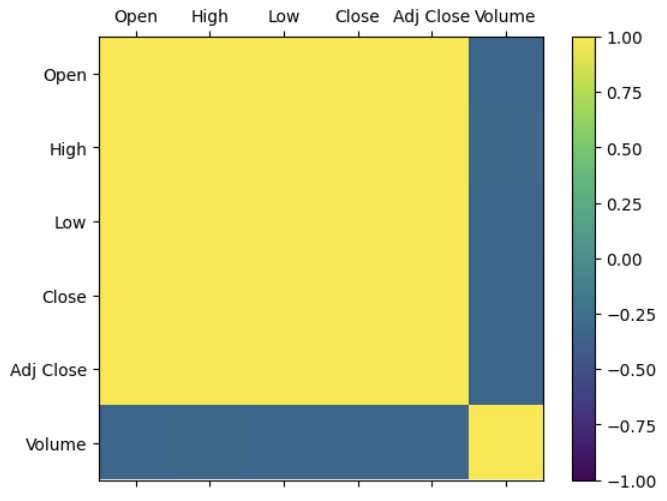 Open High Low Close Adj Close Volume
Open
High
Low
Close
Adj Close
Volume
1.00
0.75
0.50
0.25
0.00
−0.25
−0.50
−0.75
−1.00